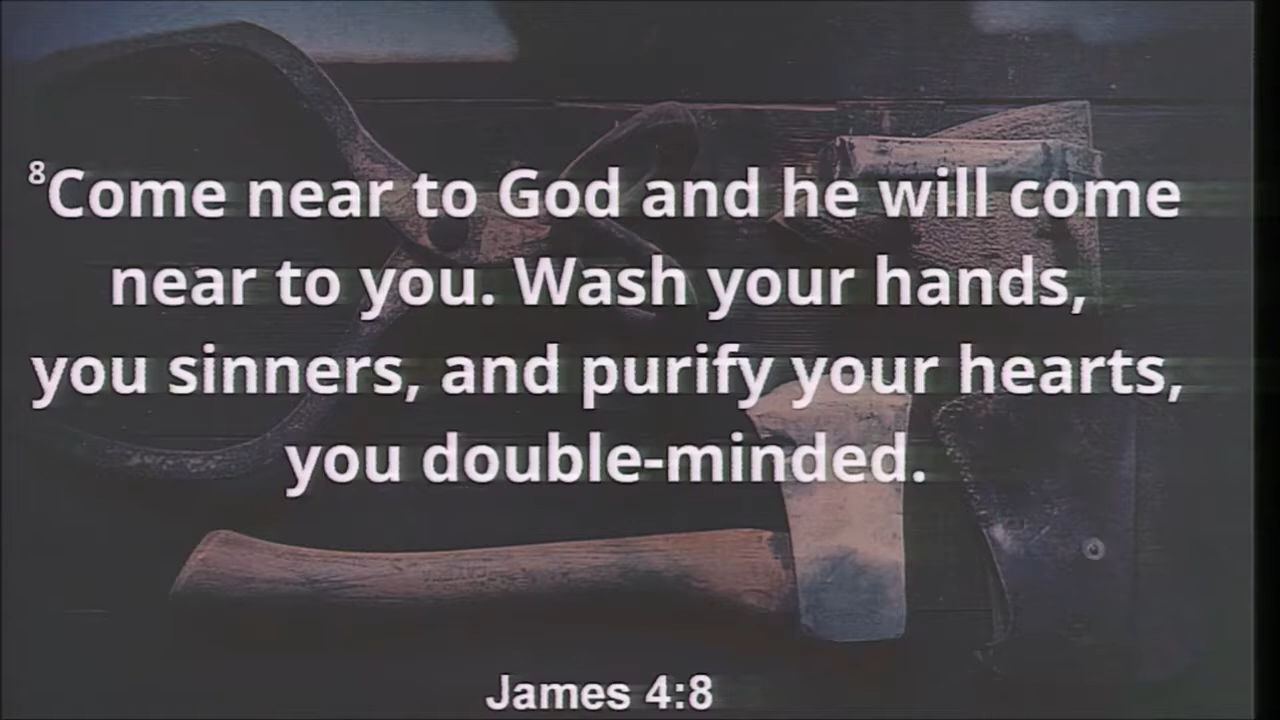 ⁸Come near to God and he will come
near to you. Wash your hands,
you sinners, and purify your hearts,
you double-minded.
James 4:8